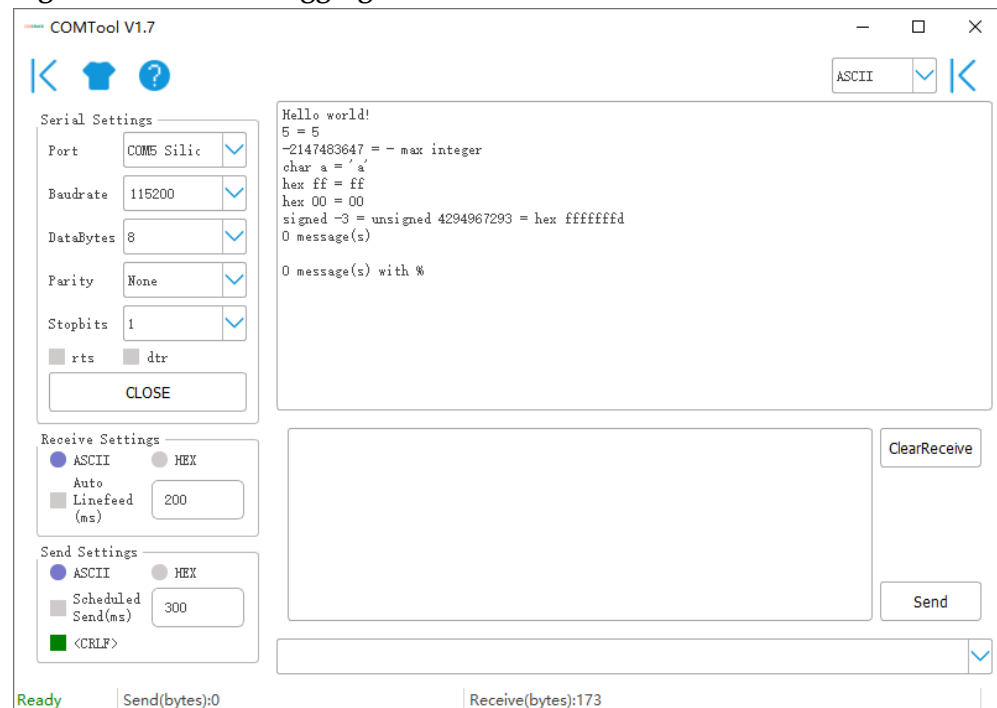 COMTool V1.7
ASCII
Serial Settings
Port COM5 Silic
Baudrate 115200
DataBytes 8
Parity None
Stopbits 1
rts dtr
CLOSE
Hello world!
5 = 5
-2147483647 = - max integer
char a = 'a'
hex ff = ff
hex 00 = 00
signed -3 = unsigned 4294967293 = hex fffffffd
0 message(s)
0 message(s) with %
Receive Settings
ASCII HEX
Auto
Linefeed
(ms)
200
ClearReceive
Send Settings
ASCII HEX
Scheduled
Send(ms)
300
<CRLF>
Send
Ready Send(bytes):0 Receive(bytes):173